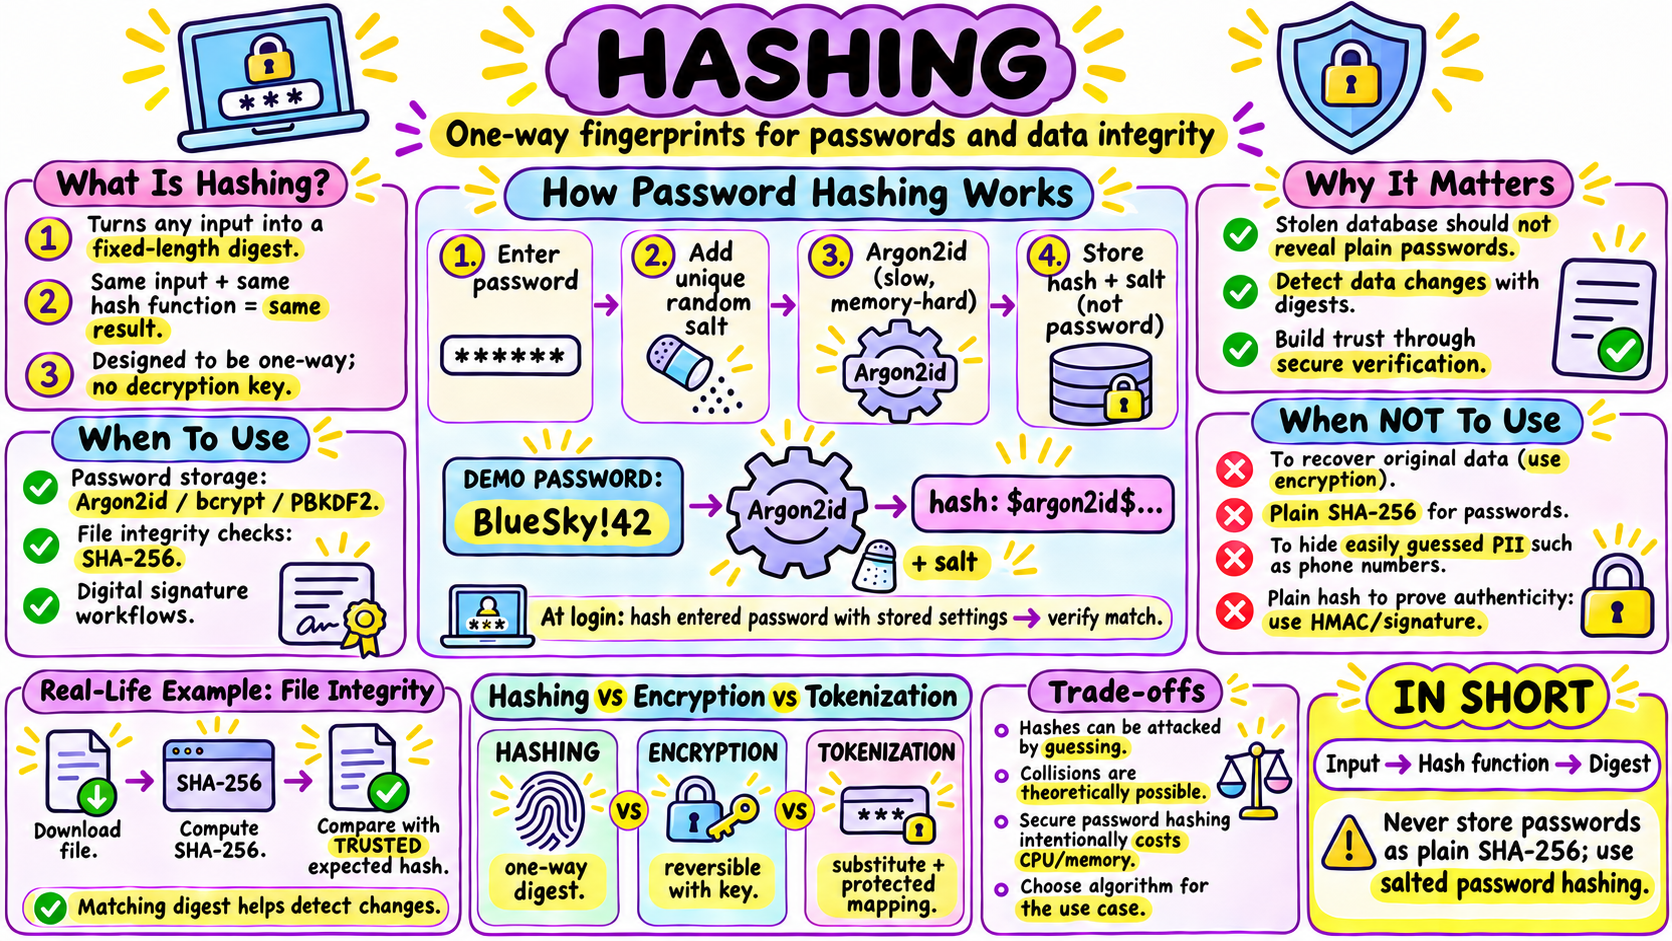 ***
HASHING
One-way fingerprints for passwords and data integrity
What Is Hashing?
1
Turns any input into a
fixed-length digest.
2
Same input + same
hash function = same
result.
3
Designed to be one-way;
no decryption key.
When To Use
Password storage:
Argon2id / bcrypt / PBKDF2.
File integrity checks:
SHA-256.
Digital signature
workflows.
How Password Hashing Works
1. Enter
password
******
2. Add
unique
random
salt
3. Argon2id
(slow,
memory-hard)
Argon2id
4. Store
hash + salt
(not
password)
DEMO PASSWORD:
BlueSky!42
Argon2id
+ salt
hash: $argon2id$...
***
At login: hash entered password with stored settings → verify match.
Why It Matters
Stolen database should not
reveal plain passwords.
Detect data changes with
digests.
Build trust through
secure verification.
When NOT To Use
To recover original data (use
encryption).
Plain SHA-256 for passwords.
To hide easily guessed PII such
as phone numbers.
Plain hash to prove authenticity:
use HMAC/signature.
Real-Life Example: File Integrity
Download
file.
SHA-256
Compute
SHA-256.
Compare with
TRUSTED
expected hash.
Matching digest helps detect changes.
Hashing vs Encryption vs Tokenization
HASHING
one-way
digest.
VS
ENCRYPTION
reversible
with key.
VS
TOKENIZATION
***
substitute +
protected
mapping.
Trade-offs
Hashes can be attacked
by guessing.
Collisions are
theoretically possible.
Secure password hashing
intentionally costs
CPU/memory.
Choose algorithm for
the use case.
IN SHORT
Input → Hash function → Digest
Never store passwords
as plain SHA-256; use
salted password hashing.